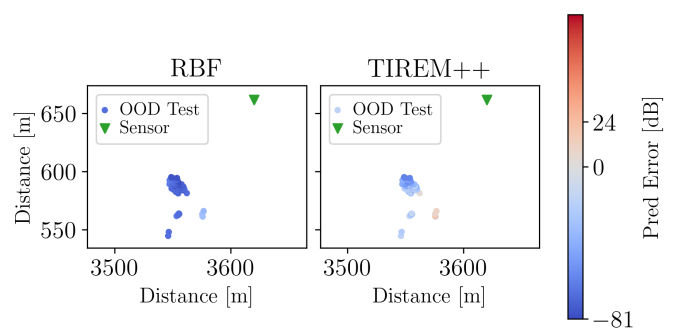 RBF
TIREM++
OOD Test
Sensor
OOD Test
Sensor
650
600
550
Distance [m]
3500
3600
Distance [m]
3500
3600
Distance [m]
24
0
−81
Pred Error [dB]